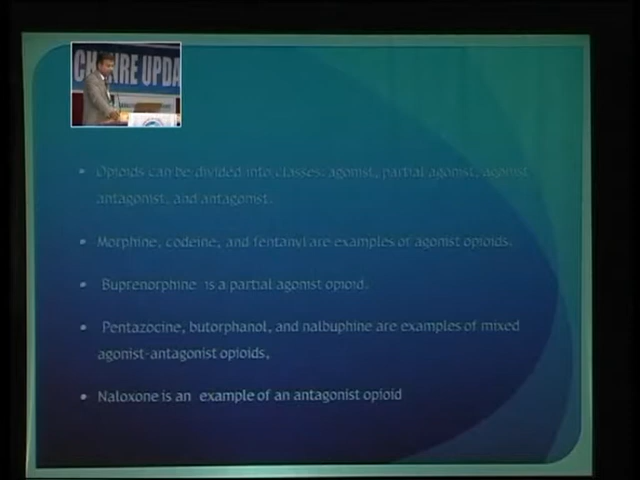 • Opioids can be divided into classes: agonist, partial agonist, agonist
antagonist, and antagonist.
• Morphine, codeine, and fentanyl are examples of agonist opioids.
• Buprenorphine is a partial agonist opioid.
• Pentazocine, butorphanol, and nalbuphine are examples of mixed
agonist-antagonist opioids.
• Naloxone is an example of an antagonist opioid